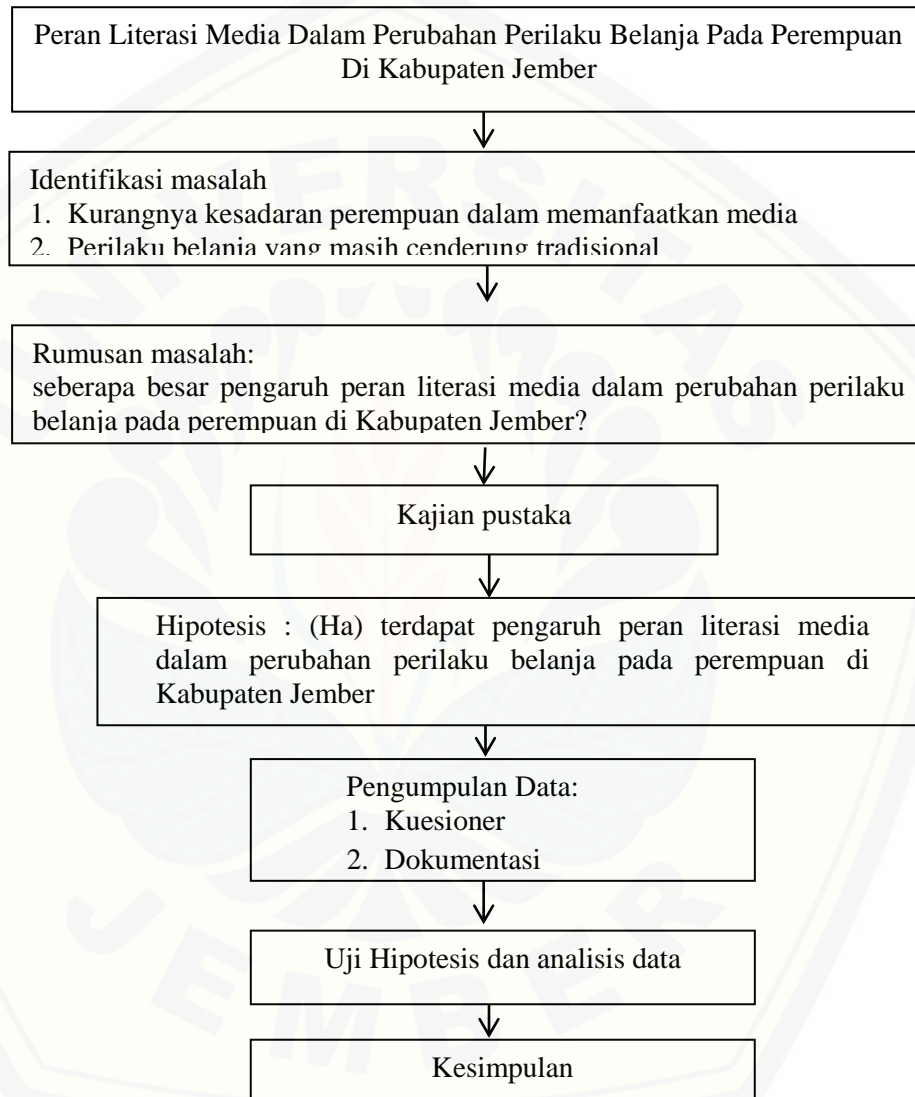 Peran Literasi Media Dalam Perubahan Perilaku Belanja Pada Perempuan
Di Kabupaten Jember
Identifikasi masalah
1. Kurangnya kesadaran perempuan dalam memanfaatkan media
2. Perilaku belanja yang masih cenderung tradisional
Rumusan masalah:
seberapa besar pengaruh peran literasi media dalam perubahan perilaku
belanja pada perempuan di Kabupaten Jember?
Kajian pustaka
Hipotesis : (Ha) terdapat pengaruh peran literasi media
dalam perubahan perilaku belanja pada perempuan di
Kabupaten Jember
Pengumpulan Data:
1. Kuesioner
2. Dokumentasi
Uji Hipotesis dan analisis data
Kesimpulan
UNIVERSITAS
JEMBER